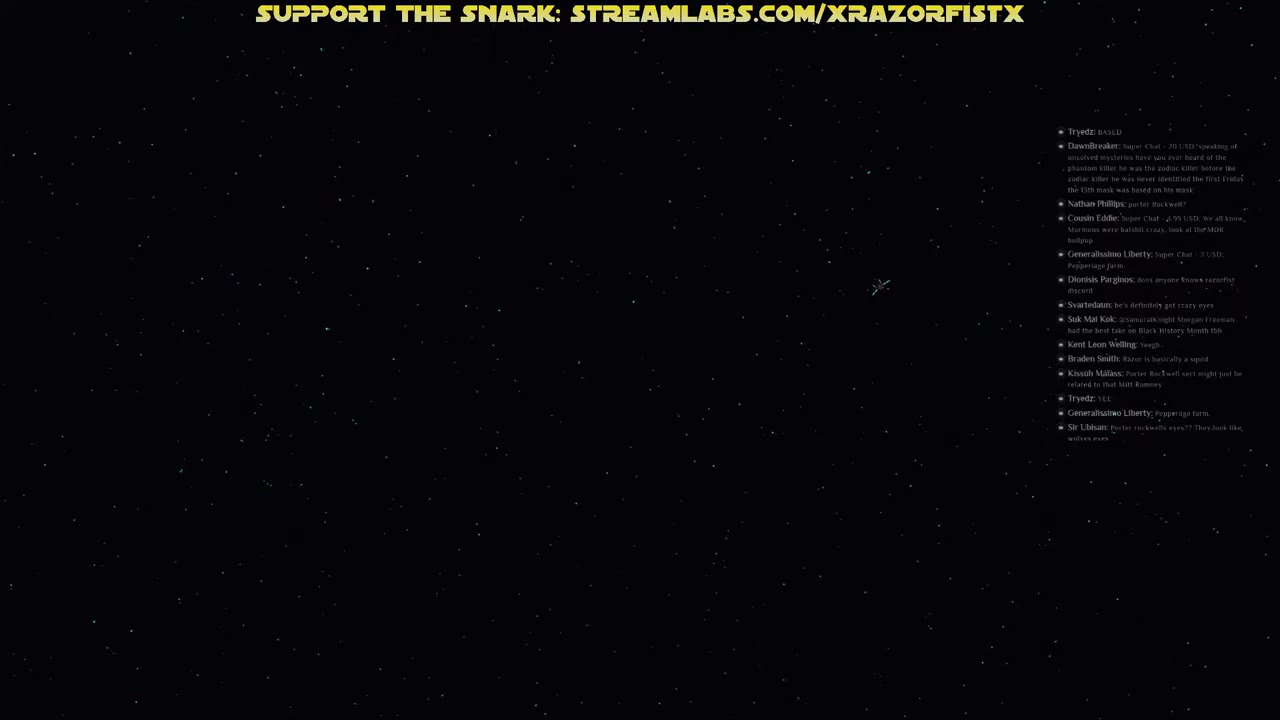 SUPPORT THE SNARK: STREAMLABS.COM/XRAZORFISTX
Tryedz: BASED
DawnBreaker: Super Chat - 20 USD: speaking of
unsolved mysteries have you ever heard of the
phantom killer he was the zodiac killer before the
zodiac killer he was never identified the first Friday
the 13th mask was based on his mask
Nathan Phillips: porter Rockwell?
Cousin Eddie: Super Chat - 4.99 USD: We all know
Mormons were batshit crazy, look at the MDR
bullpup
Generalissimo Liberty: Super Chat - 2 USD:
Pepperiage farm.
Dionisis Parginos: does anyone knows razorfist
discord
Svartedaun: he's definitely got crazy eyes
Suk Mai Kok: @SamuraiKnight Morgan Freeman
had the best take on Black History Month tbh
Kent Leon Welling: Yeegh
Braden Smith: Razor is basically a squid
Kissuh Malass: Porter Rockwell sect might just be
related to that Mitt Romney
Tryedz: YEE
Generalissimo Liberty: Popperdge farm.
Sir Ubisan: Porter rockwells eyes?? They look like
wolves eyes